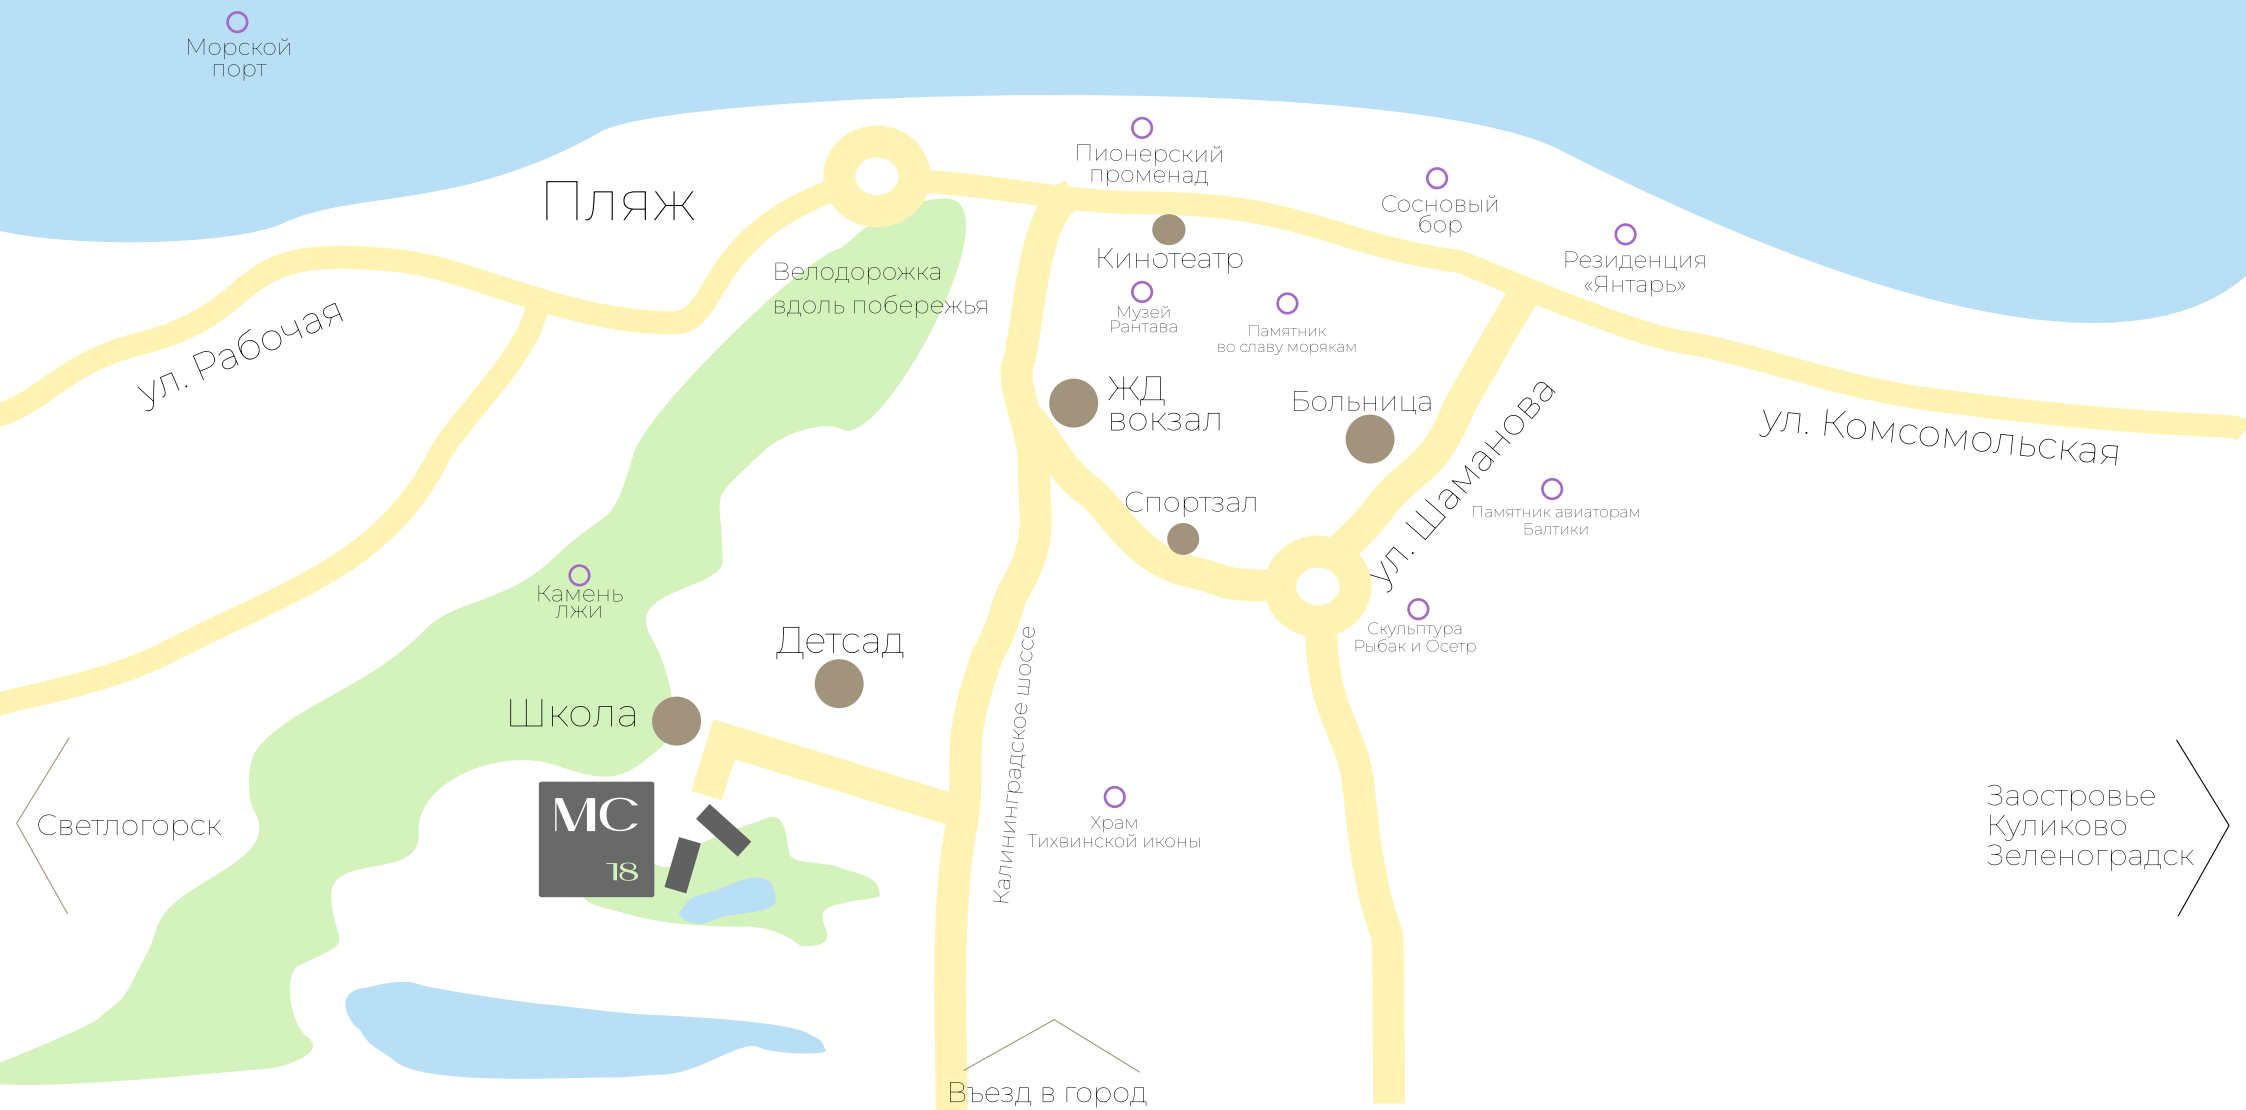 Морской
порт
Пионерский
променад
Пляж
Сосновый
бор
Кинотеатр
Резиденция
«Янтарь»
Велодорожка
вдоль побережья
Музей
Рантава
Памятник
во славу морякам
ул. Рабочая
ЖД
вокзал
Больница
ул. Шаманова
ул. Комсомольская
Спортзал
Памятник авиаторам
Балтики
Камень
лжи
Скульптура
Рыбак и Осетр
Детсад
Школа
Калининградское шоссе
МС
18
Светлогорск
Храм
Тихвинской иконы
Заостровье
Куликово
Зеленоградск
Въезд в город